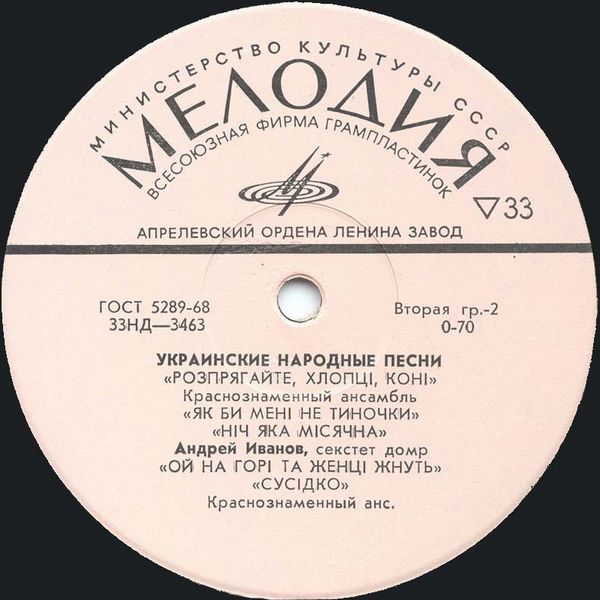 МИНИСТЕРСТВО КУЛЬТУРЫ СССР
МЕЛОДИЯ
ВСЕСОЮЗНАЯ ФИРМА ГРАМПЛАСТИНОК
▽33
АПРЕЛЕВСКИЙ ОРДЕНА ЛЕНИНА ЗАВОД
ГОСТ 5289-68
Вторая гр.-2
33НД—3463
0-70
УКРАИНСКИЕ НАРОДНЫЕ ПЕСНИ
«РОЗПРЯГАЙТЕ, ХЛОПЦІ, КОНІ»
Краснознаменный ансамбль
«ЯК БИ МЕНІ НЕ ТИНОЧКИ»
«НІЧ ЯКА МІСЯЧНА»
Андрей Иванов, секстет домр
«ОЙ НА ГОРІ ТА ЖЕНЦІ ЖНУТЬ»
«СУСІДКО»
Краснознаменный анс.